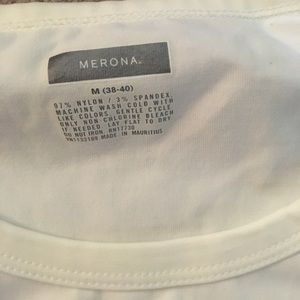 MERONA.
M (38-40)
97% NYLON / 3% SPANDEX
MACHINE WASH COLD WITH
LIKE COLORS. GENTLE CYCLE
ONLY NON-CHLORINE BLEACH
IF NEEDED. LAY FLAT TO DRY
DO NOT IRON. RN17730
MADE IN MAURITIUS